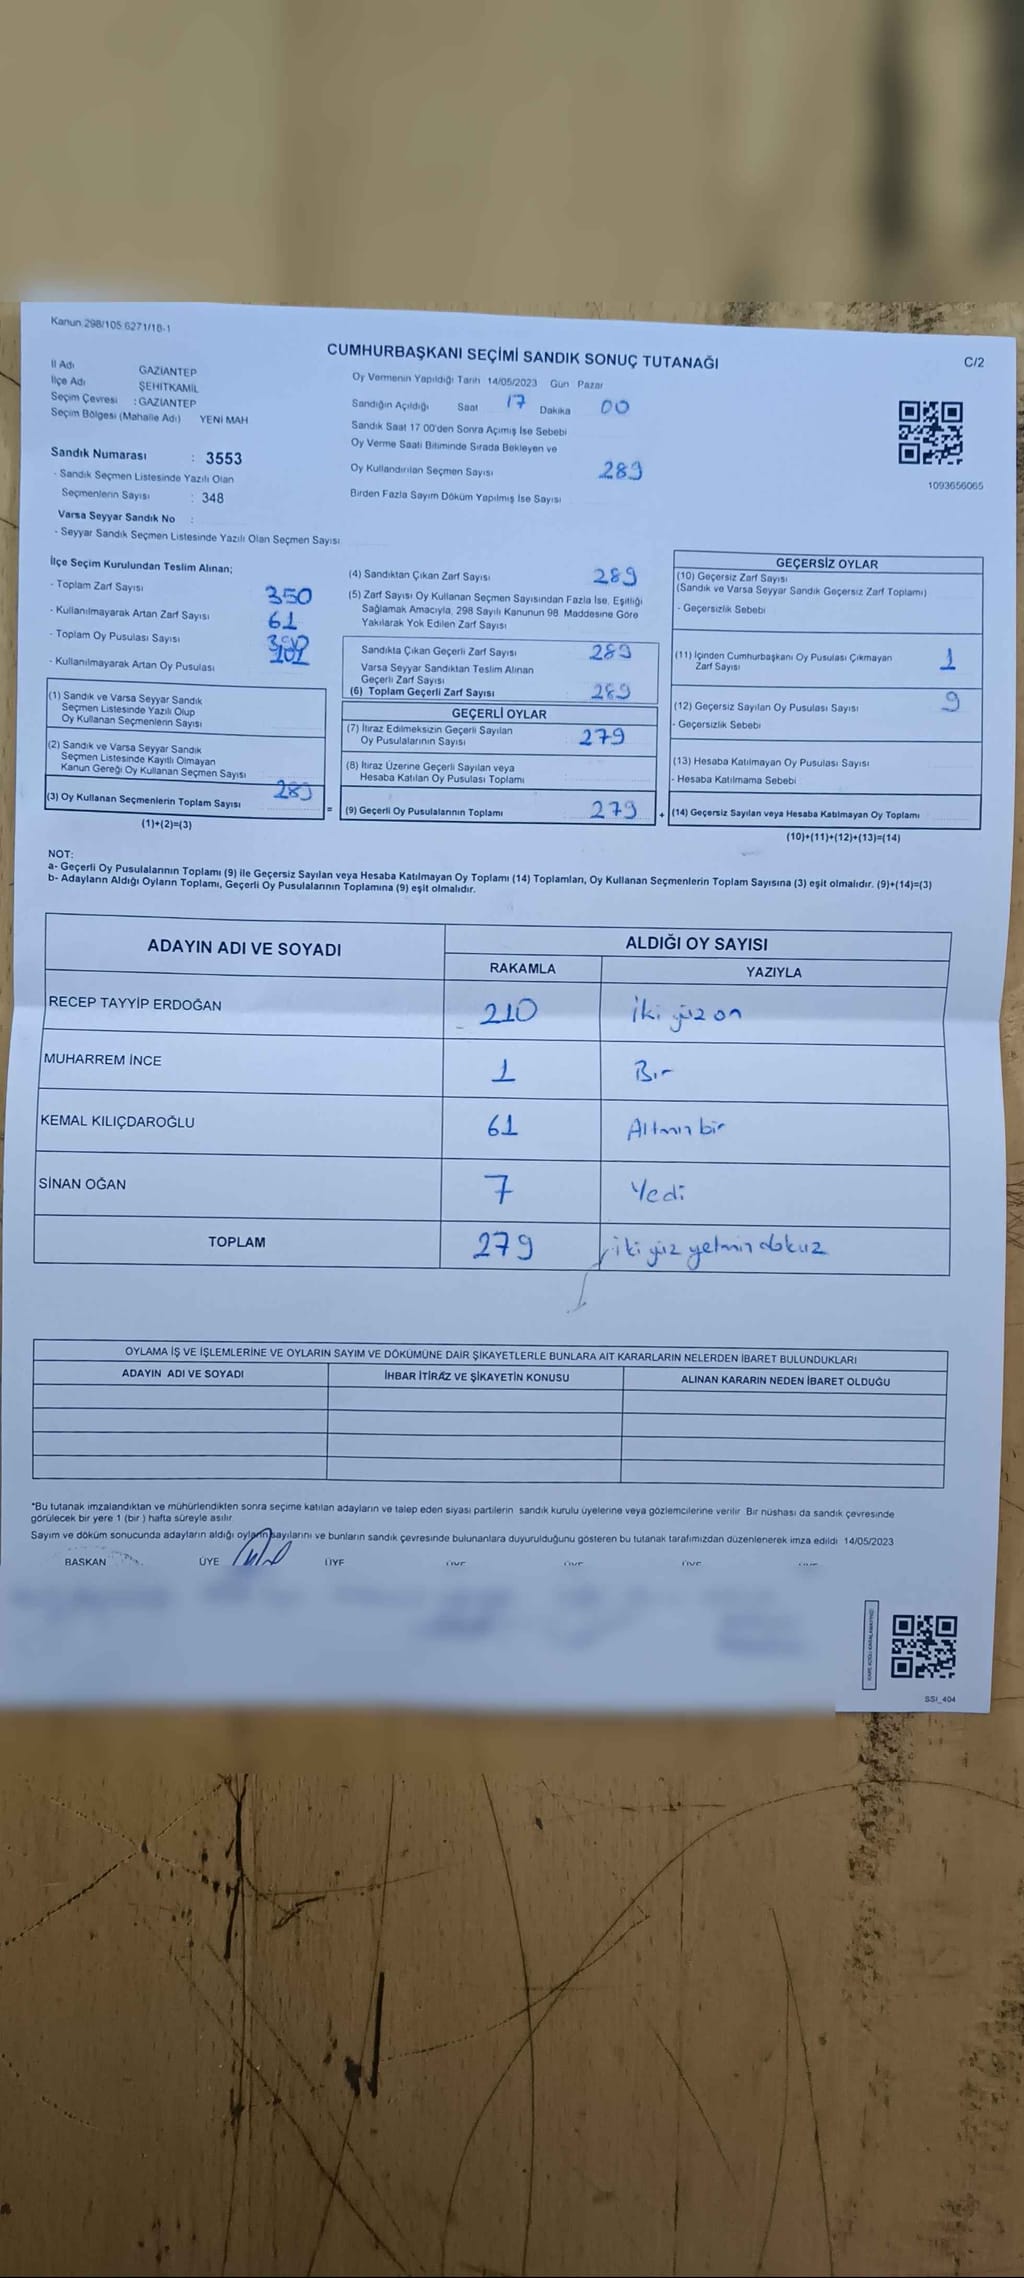 Kanun 298/105 6271/18-1
CUMHURBAŞKANI SEÇİMİ SANDIK SONUÇ TUTANAĞI
C/2
İl Adı GAZİANTEP
İlçe Adı ŞEHİTKAMİL
Seçim Çevresi : GAZİANTEP
Seçim Bölgesi (Mahalle Adı) YENİ MAH
Sandık Numarası : 3553
- Sandık Seçmen Listesinde Yazılı Olan
Seçmenlerin Sayısı : 348
Varsa Seyyar Sandık No :
- Seyyar Sandık Seçmen Listesinde Yazılı Olan Seçmen Sayısı
Oy Vermenin Yapıldığı Tarih 14/05/2023 Gün Pazar
Sandığın Açıldığı Saat 17 Dakika 00
Sandık Saat 17 00'den Sonra Açımış İse Sebebi
Oy Verme Saati Bitiminde Sırada Bekleyen ve
Oy Kullandırılan Seçmen Sayısı 289
Birden Fazla Sayım Döküm Yapılmış İse Sayısı
1093656065
İlçe Seçim Kurulundan Teslim Alınan;
- Toplam Zarf Sayısı 350
- Kullanılmayarak Artan Zarf Sayısı 61
- Toplam Oy Pusulası Sayısı
- Kullanılmayarak Artan Oy Pusulası
(1) Sandık ve Varsa Seyyar Sandık
Seçmen Listesinde Yazılı Olup
Oy Kullanan Seçmenlerin Sayısı
(2) Sandık ve Varsa Seyyar Sandık
Seçmen Listesinde Kayıtlı Olmayan
Kanun Gereği Oy Kullanan Seçmen Sayısı
(3) Oy Kullanan Seçmenlerin Toplam Sayısı 289
(1)+(2)=(3)
(4) Sandıktan Çıkan Zarf Sayısı 289
(5) Zarf Sayısı Oy Kullanan Seçmen Sayısından Fazla İse, Eşitliği
Sağlamak Amacıyla, 298 Sayılı Kanunun 98. Maddesine Göre
Yakılarak Yok Edilen Zarf Sayısı
Sandıkta Çıkan Geçerli Zarf Sayısı 289
Varsa Seyyar Sandıktan Teslim Alınan
Geçerli Zarf Sayısı
(6) Toplam Geçerli Zarf Sayısı 289
GEÇERLİ OYLAR
(7) İtiraz Edilmeksizin Geçerli Sayılan
Oy Pusulalarının Sayısı 279
(8) İtiraz Üzerine Geçerli Sayılan veya
Hesaba Katılan Oy Pusulası Toplamı
= (9) Geçerli Oy Pusulalarının Toplamı 279
GEÇERSİZ OYLAR
(10) Geçersiz Zarf Sayısı
(Sandık ve Varsa Seyyar Sandık Geçersiz Zarf Toplamı)
- Geçersizlik Sebebi
(11) İçinden Cumhurbaşkanı Oy Pusulası Çıkmayan
Zarf Sayısı 1
(12) Geçersiz Sayılan Oy Pusulası Sayısı 9
- Geçersizlik Sebebi
(13) Hesaba Katılmayan Oy Pusulası Sayısı
- Hesaba Katılmama Sebebi
+ (14) Geçersiz Sayılan veya Hesaba Katılmayan Oy Toplamı
(10)+(11)+(12)+(13)=(14)
NOT:
a- Geçerli Oy Pusulalarının Toplamı (9) ile Geçersiz Sayılan veya Hesaba Katılmayan Oy Toplamı (14) Toplamları, Oy Kullanan Seçmenlerin Toplam Sayısına (3) eşit olmalıdır. (9)+(14)=(3)
b- Adayların Aldığı Oyların Toplamı, Geçerli Oy Pusulalarının Toplamına (9) eşit olmalıdır.
ADAYIN ADI VE SOYADI ALDIĞI OY SAYISI
RAKAMLA YAZIYLA
RECEP TAYYİP ERDOĞAN 210 iki yüz on
MUHARREM İNCE 1 Bir
KEMAL KILIÇDAROĞLU 61 Altmış bir
SİNAN OĞAN 7 Yedi
TOPLAM 279 iki yüz yetmiş dokuz
OYLAMA İŞ VE İŞLEMLERİNE VE OYLARIN SAYIM VE DÖKÜMÜNE DAİR ŞİKAYETLERLE BUNLARA AİT KARARLARIN NELERDEN İBARET BULUNDUKLARI
ADAYIN ADI VE SOYADI İHBAR İTİRAZ VE ŞİKAYETİN KONUSU ALINAN KARARIN NEDEN İBARET OLDUĞU
*Bu tutanak imzalandıktan ve mühürlendikten sonra seçime katılan adayların ve talep eden siyasi partilerin sandık kurulu üyelerine veya gözlemcilerine verilir Bir nüshası da sandık çevresinde
görülecek bir yere 1 (bir ) hafta süreyle asılır
Sayım ve döküm sonucunda adayların aldığı oyların sayılarını ve bunların sandık çevresinde bulunanlara duyurulduğunu gösteren bu tutanak tarafımızdan düzenlenerek imza edildi 14/05/2023
BAŞKAN ÜYE ÜYE ÜYE ÜYE ÜYE ÜYE
SSI_404